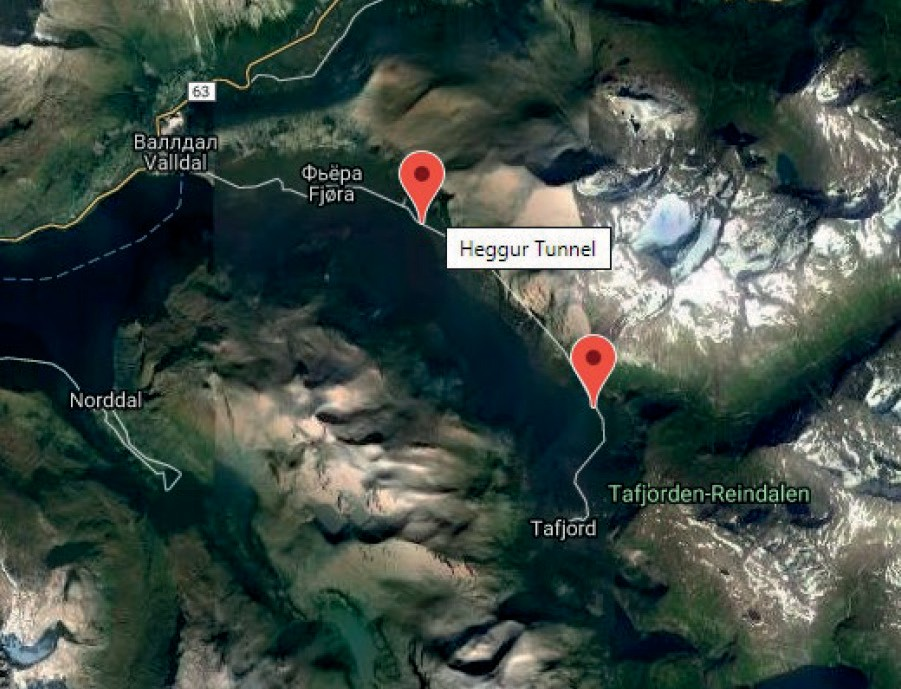 63
Валлдал
Valldal
Фьёра
Fjøra
Heggur Tunnel
Norddal
Tafjorden-Reindalen
Tafjord